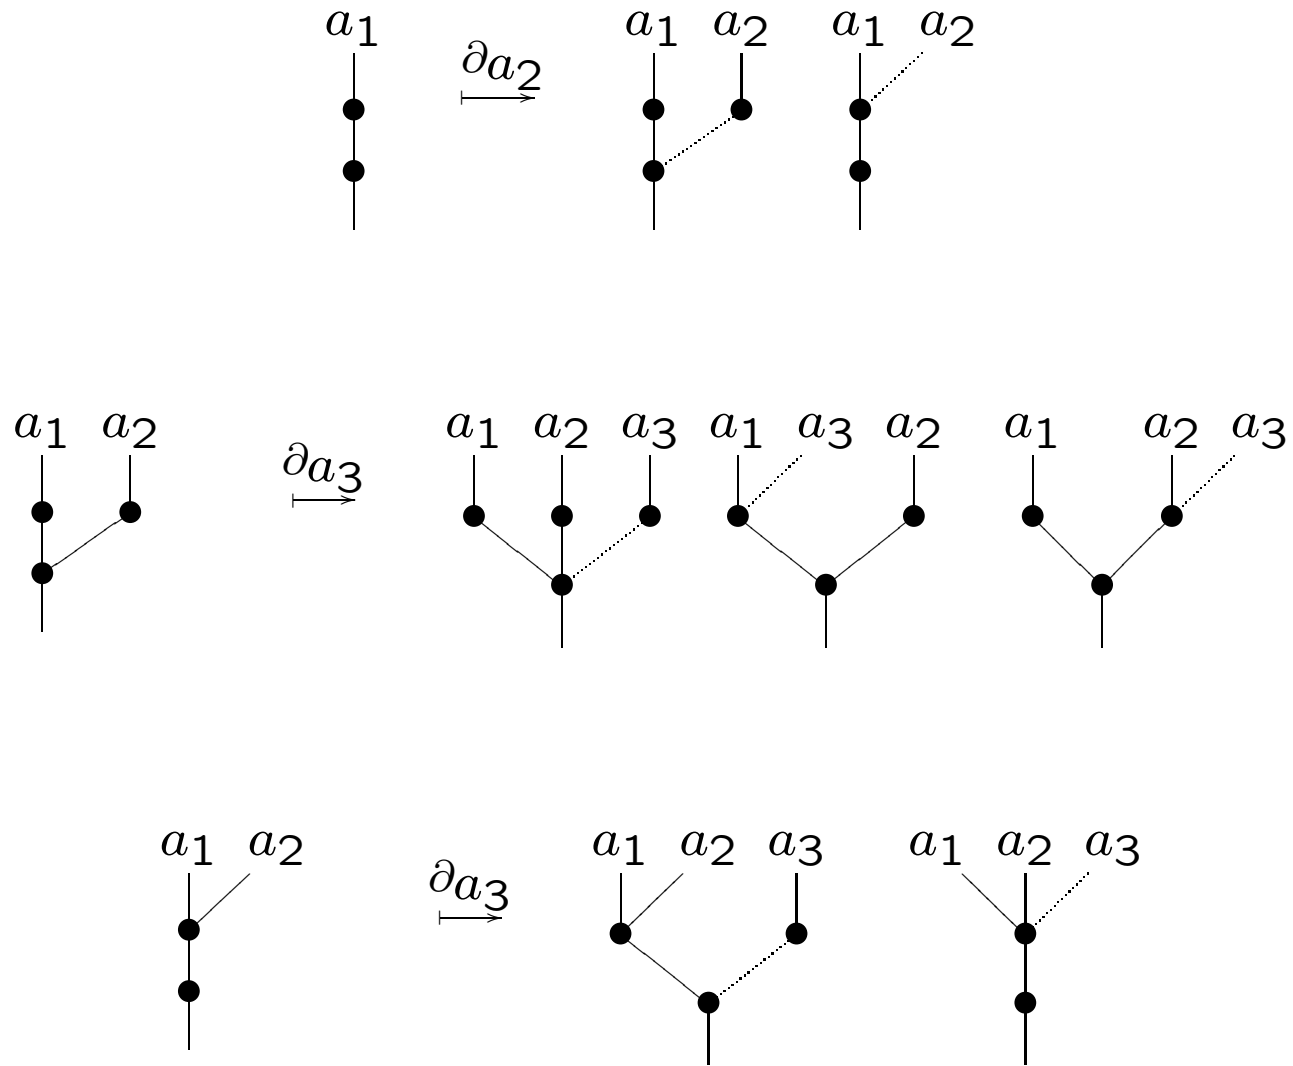 a₁ ∂a₂ a₁ a₂ a₁ a₂
a₁ a₂ ∂a₃ a₁ a₂ a₃ a₁ a₃ a₂ a₁ a₂ a₃
a₁ a₂ ∂a₃ a₁ a₂ a₃ a₁ a₂ a₃